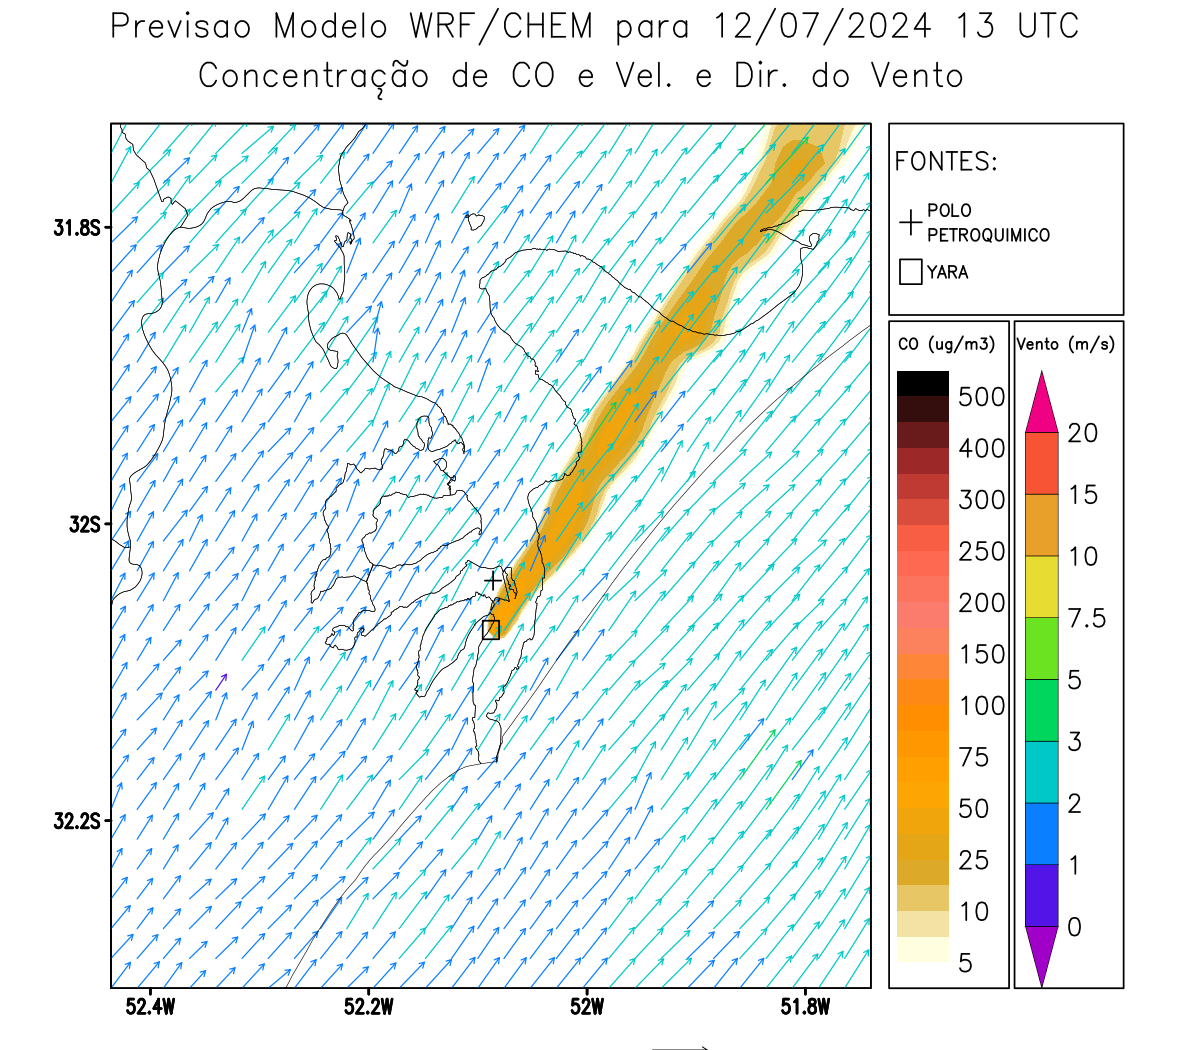 Previsao Modelo WRF/CHEM para 12/07/2024 13 UTC
Concentração de CO e Vel. e Dir. do Vento
FONTES:
POLO
PETROQUIMICO
YARA
CO (ug/m3)
500
400
300
250
200
150
100
75
50
25
10
5
Vento (m/s)
20
15
10
7.5
5
3
2
1
0
31.8S
32S
32.2S
52.4W
52.2W
52W
51.8W